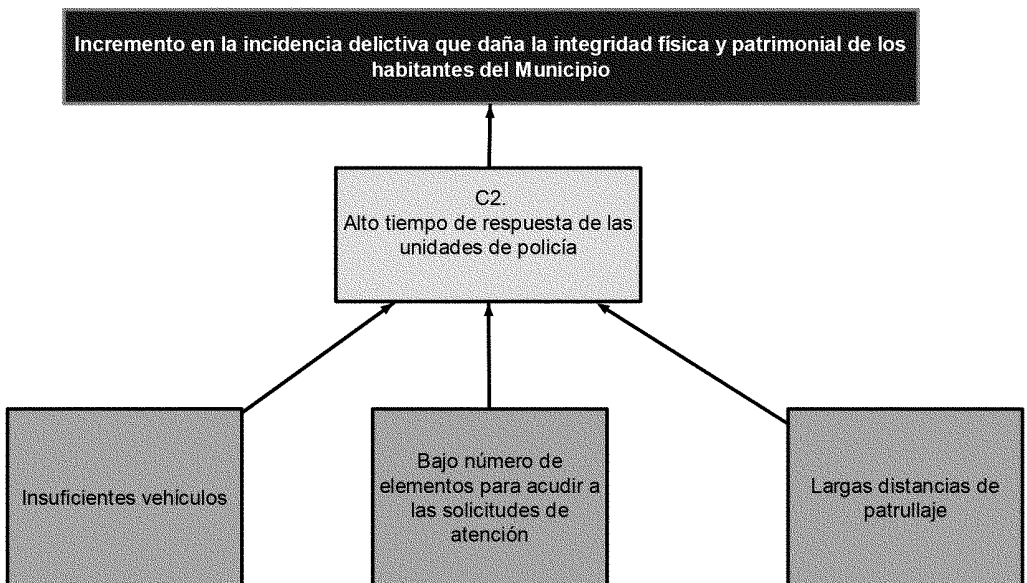 Incremento en la incidencia delictiva que daña la integridad física y patrimonial de los
habitantes del Municipio
C2.
Alto tiempo de respuesta de las
unidades de policía
Insuficientes vehículos
Bajo número de
elementos para acudir a
las solicitudes de
atención
Largas distancias de
patrullaje